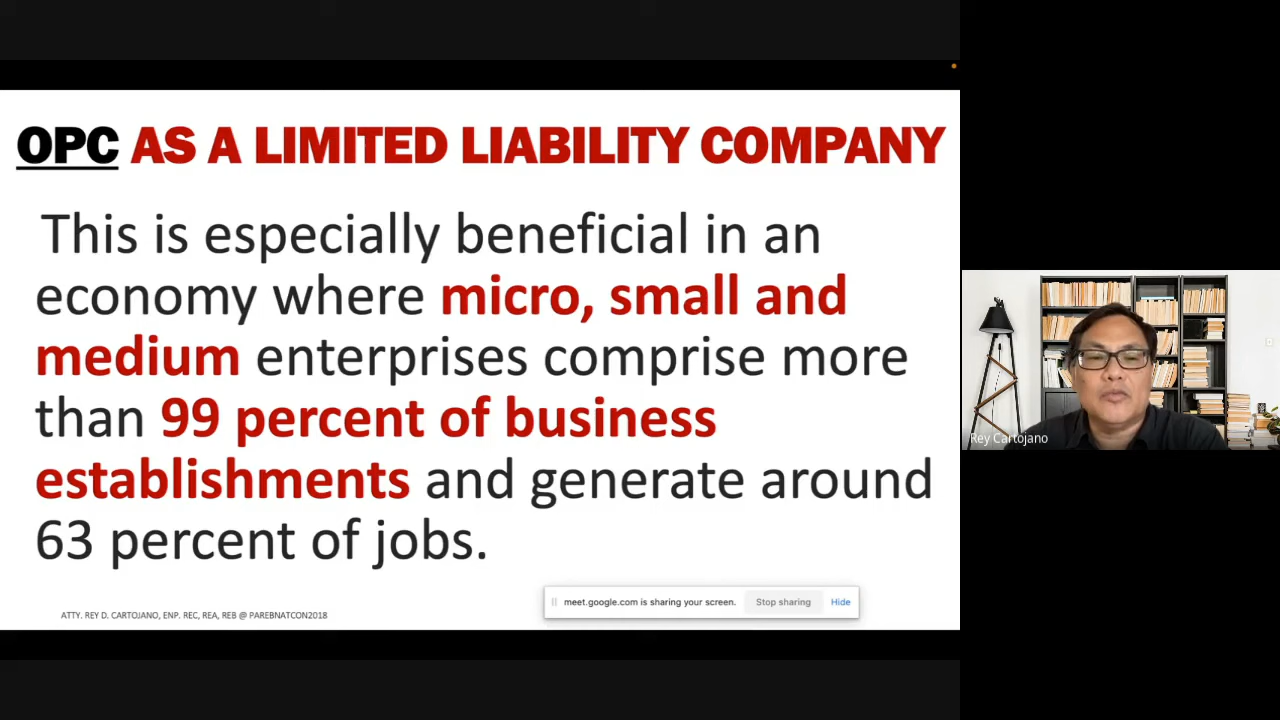 OPC AS A LIMITED LIABILITY COMPANY
This is especially beneficial in an
economy where micro, small and
medium enterprises comprise more
than 99 percent of business
establishments and generate around
63 percent of jobs.
ATTY. REY D. CARTOJANO, ENP. REC, REA, REB @ PAREBNATCON2018
meet.google.com is sharing your screen. Stop sharing Hide
Rey Cartojano